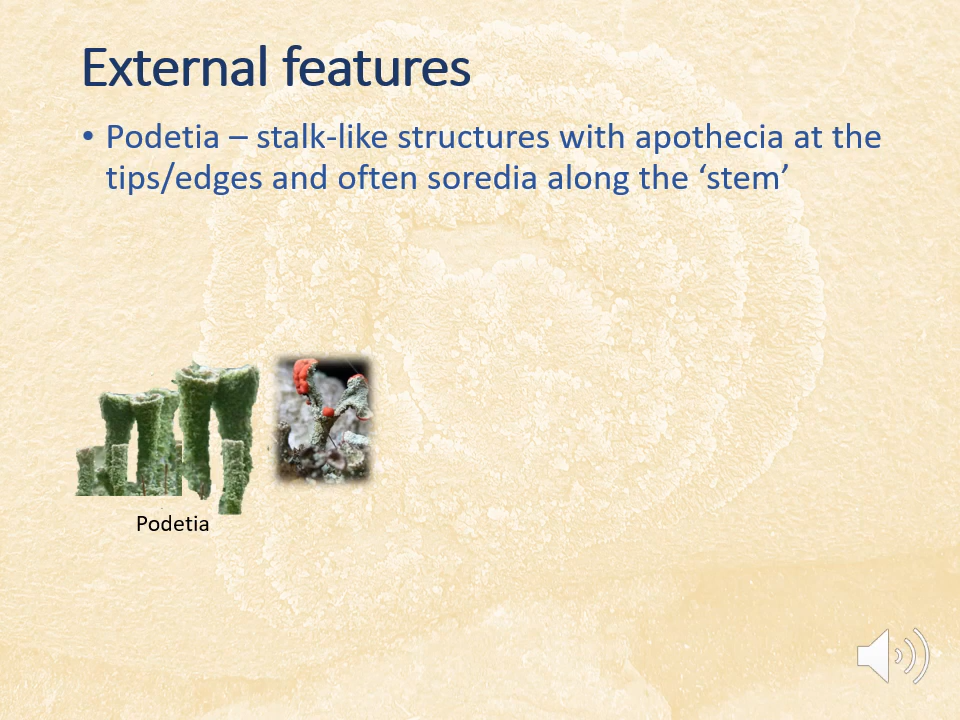 External features
• Podetia – stalk-like structures with apothecia at the
tips/edges and often soredia along the ‘stem’
Podetia